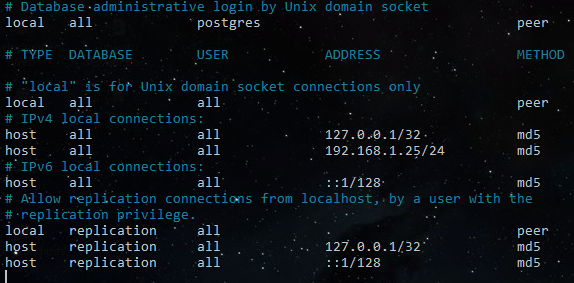 # Database administrative login by Unix domain socket
local   all             postgres                                peer

# TYPE  DATABASE        USER            ADDRESS                 METHOD

# "local" is for Unix domain socket connections only
local   all             all                                     peer
# IPv4 local connections:
host    all             all             127.0.0.1/32            md5
host    all             all             192.168.1.25/24         md5
# IPv6 local connections:
host    all             all             ::1/128                 md5
# Allow replication connections from localhost, by a user with the
# replication privilege.
local   replication     all                                     peer
host    replication     all             127.0.0.1/32            md5
host    replication     all             ::1/128                 md5